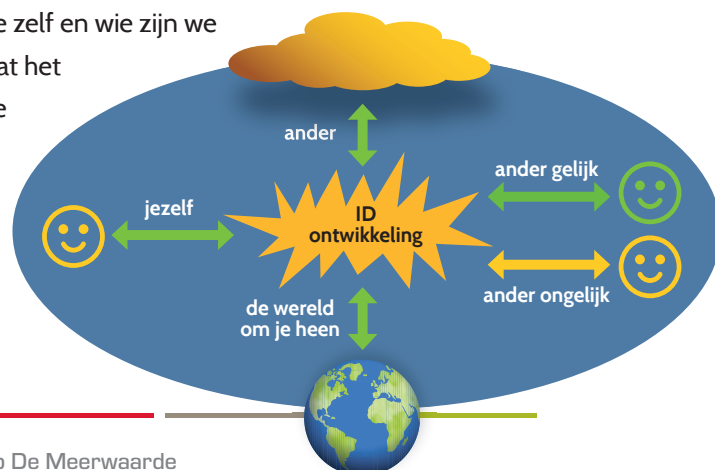 e zelf en wie zijn we
at het
e
ander
ander gelijk
jezelf
ID
ontwikkeling
ander ongelijk
de wereld
om je heen
o De Meerwaarde